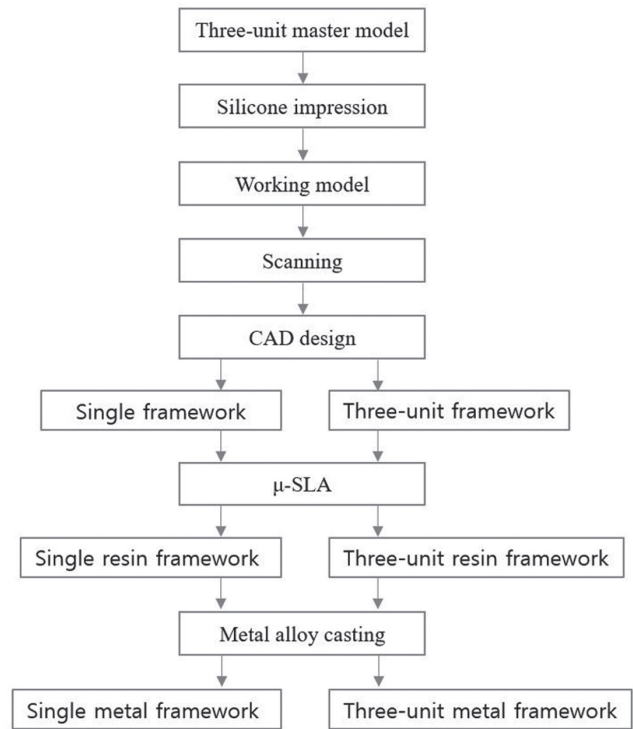 Three-unit master model
Silicone impression
Working model
Scanning
CAD design
Single framework
Three-unit framework
μ-SLA
Single resin framework
Three-unit resin framework
Metal alloy casting
Single metal framework
Three-unit metal framework